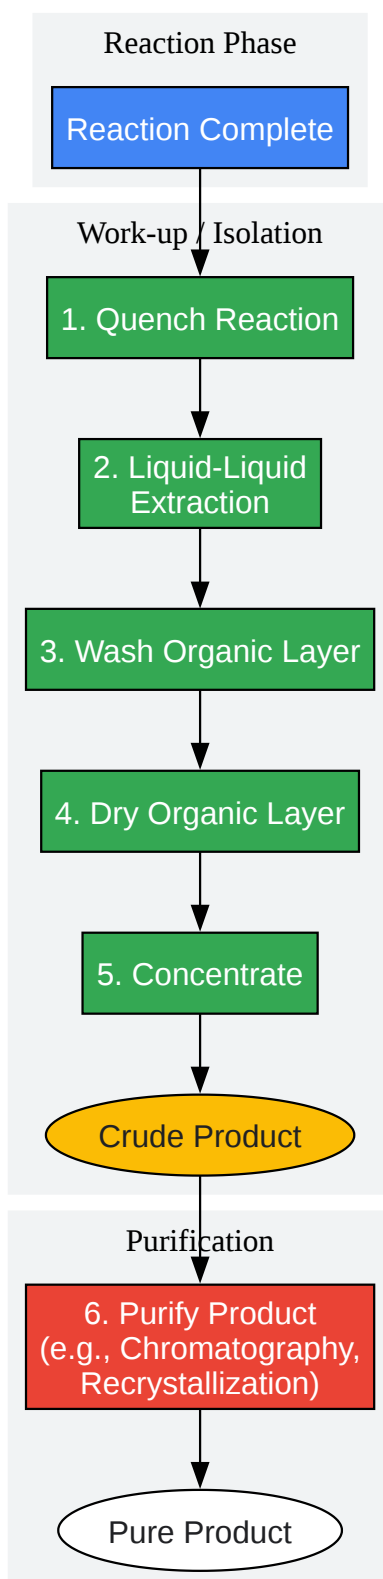 Reaction Phase
Reaction Complete
Work-up / Isolation
1. Quench Reaction
2. Liquid-Liquid
Extraction
3. Wash Organic Layer
4. Dry Organic Layer
5. Concentrate
Crude Product
Purification
6. Purify Product
(e.g., Chromatography,
Recrystallization)
Pure Product